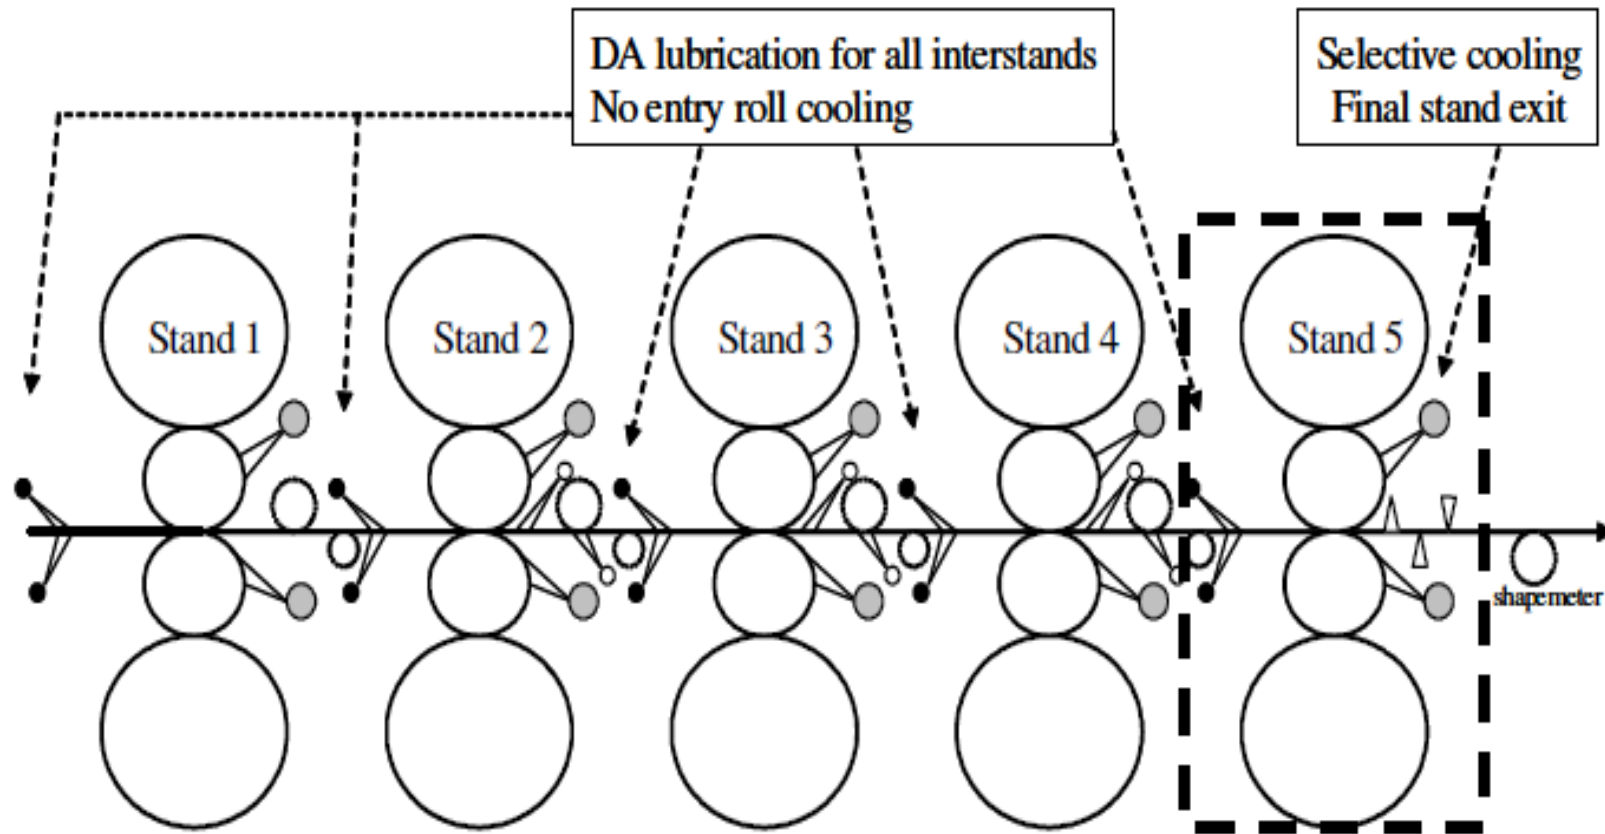 DA lubrication for all interstands
No entry roll cooling
Selective cooling
Final stand exit
Stand 1
Stand 2
Stand 3
Stand 4
Stand 5
shapemeter